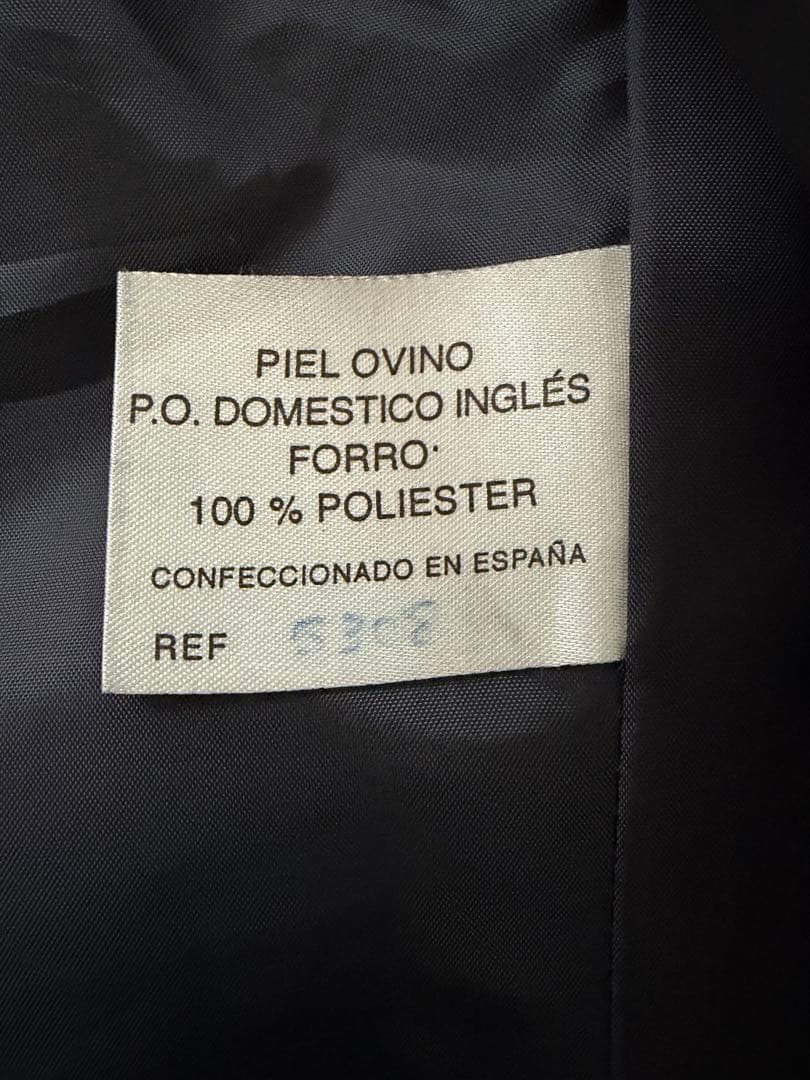 PIEL OVINO
P.O. DOMESTICO INGLÉS
FORRO·
100 % POLIESTER
CONFECCIONADO EN ESPAÑA
REF